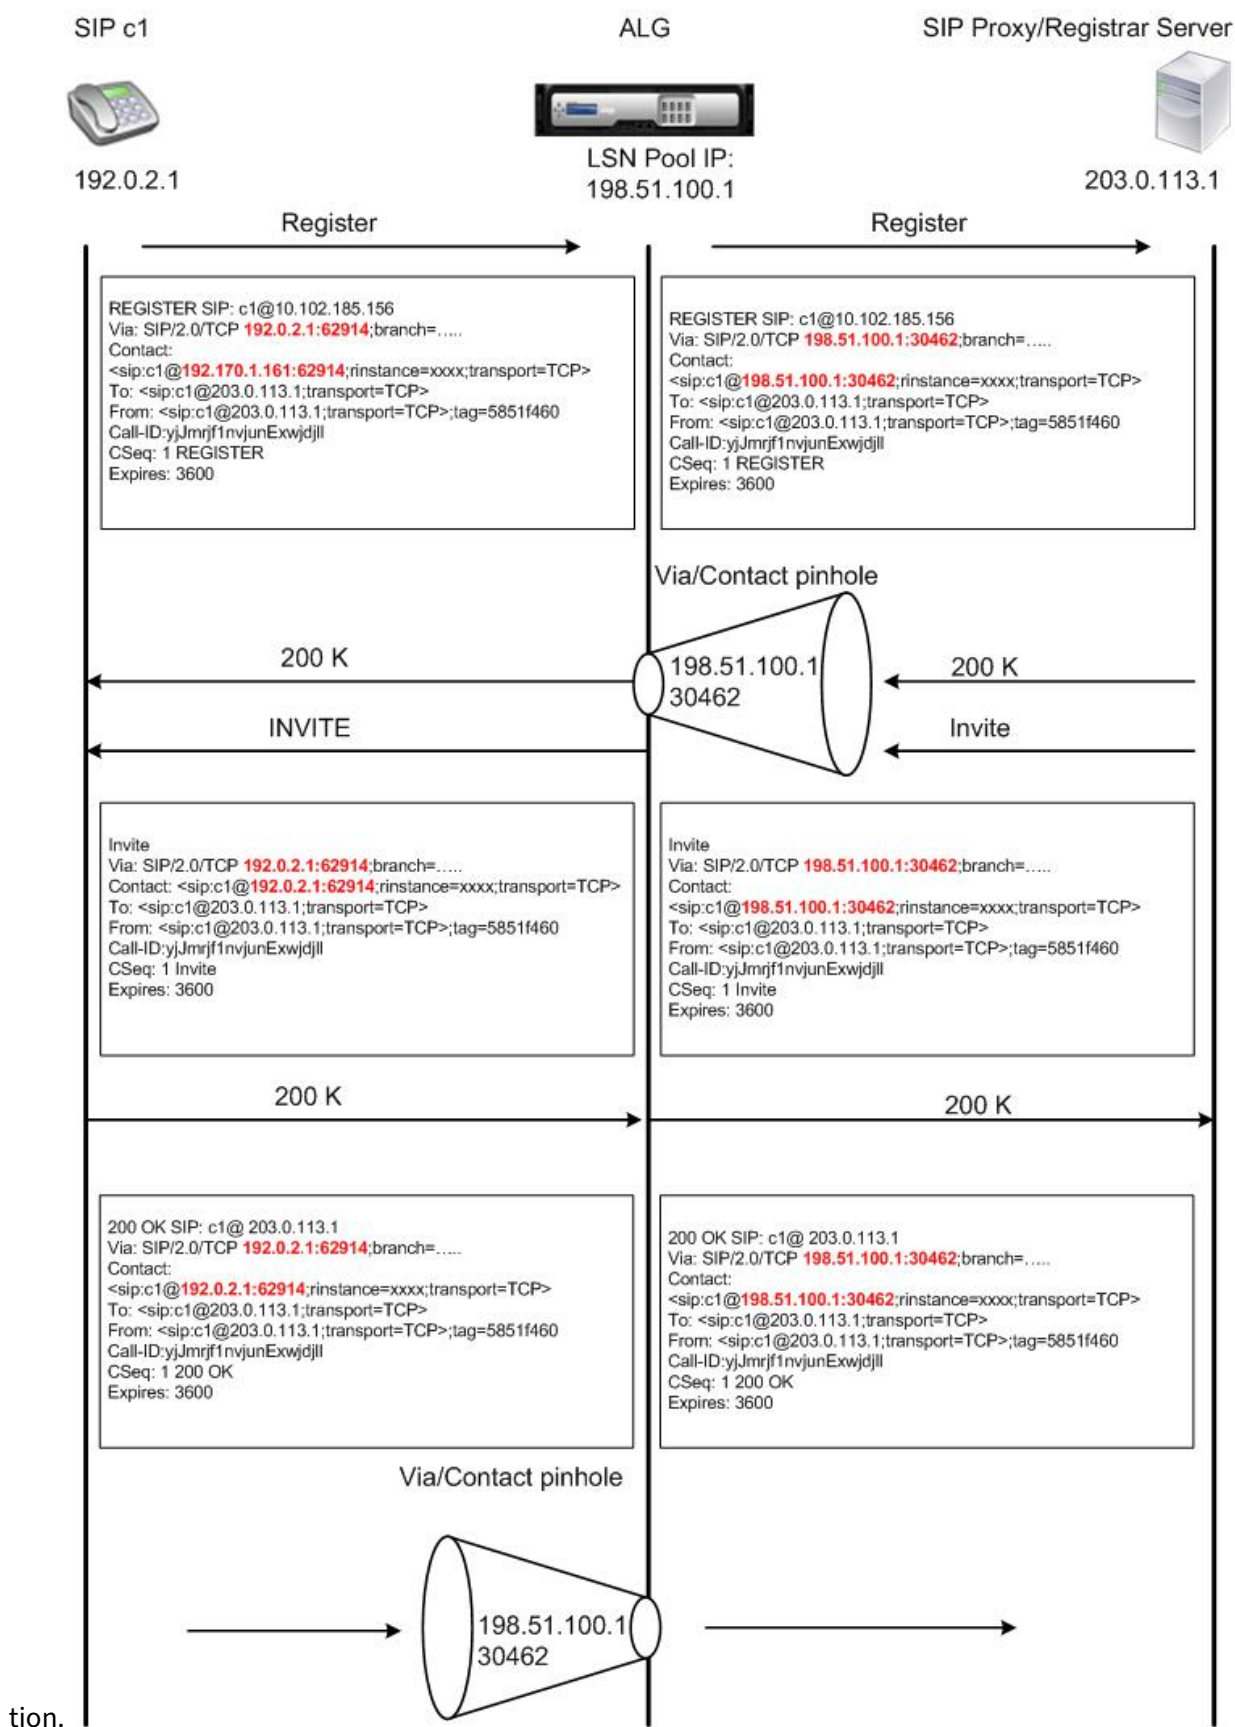 SIP c1
ALG
SIP Proxy/Registrar Server
192.0.2.1
LSN Pool IP:
198.51.100.1
203.0.113.1
Register
Register
REGISTER SIP: c1@10.102.185.156
Via: SIP/2.0/TCP 192.0.2.1:62914;branch=.....
Contact:
<sip:c1@192.170.1.161:62914;rinstance=xxxx;transport=TCP>
To: <sip:c1@203.0.113.1;transport=TCP>
From: <sip:c1@203.0.113.1;transport=TCP>;tag=5851f460
Call-ID:yjJmrjf1nvjunExwjdjll
CSeq: 1 REGISTER
Expires: 3600
REGISTER SIP: c1@10.102.185.156
Via: SIP/2.0/TCP 198.51.100.1:30462;branch=.....
Contact:
<sip:c1@198.51.100.1:30462;rinstance=xxxx;transport=TCP>
To: <sip:c1@203.0.113.1;transport=TCP>
From: <sip:c1@203.0.113.1;transport=TCP>;tag=5851f460
Call-ID:yjJmrjf1nvjunExwjdjll
CSeq: 1 REGISTER
Expires: 3600
Via/Contact pinhole
200 K
198.51.100.1
30462
200 K
INVITE
Invite
Invite
Via: SIP/2.0/TCP 192.0.2.1:62914;branch=.....
Contact: <sip:c1@192.0.2.1:62914;rinstance=xxxx;transport=TCP>
To: <sip:c1@203.0.113.1;transport=TCP>
From: <sip:c1@203.0.113.1;transport=TCP>;tag=5851f460
Call-ID:yjJmrjf1nvjunExwjdjll
CSeq: 1 Invite
Expires: 3600
Invite
Via: SIP/2.0/TCP 198.51.100.1:30462;branch=.....
Contact:
<sip:c1@198.51.100.1:30462;rinstance=xxxx;transport=TCP>
To: <sip:c1@203.0.113.1;transport=TCP>
From: <sip:c1@203.0.113.1;transport=TCP>;tag=5851f460
Call-ID:yjJmrjf1nvjunExwjdjll
CSeq: 1 Invite
Expires: 3600
200 K
200 K
200 OK SIP: c1@ 203.0.113.1
Via: SIP/2.0/TCP 192.0.2.1:62914;branch=.....
Contact:
<sip:c1@192.0.2.1:62914;rinstance=xxxx;transport=TCP>
To: <sip:c1@203.0.113.1;transport=TCP>
From: <sip:c1@203.0.113.1;transport=TCP>;tag=5851f460
Call-ID:yjJmrjf1nvjunExwjdjll
CSeq: 1 200 OK
Expires: 3600
200 OK SIP: c1@ 203.0.113.1
Via: SIP/2.0/TCP 198.51.100.1:30462;branch=.....
Contact:
<sip:c1@198.51.100.1:30462;rinstance=xxxx;transport=TCP>
To: <sip:c1@203.0.113.1;transport=TCP>
From: <sip:c1@203.0.113.1;transport=TCP>;tag=5851f460
Call-ID:yjJmrjf1nvjunExwjdjll
CSeq: 1 200 OK
Expires: 3600
Via/Contact pinhole
198.51.100.1
30462
tion.